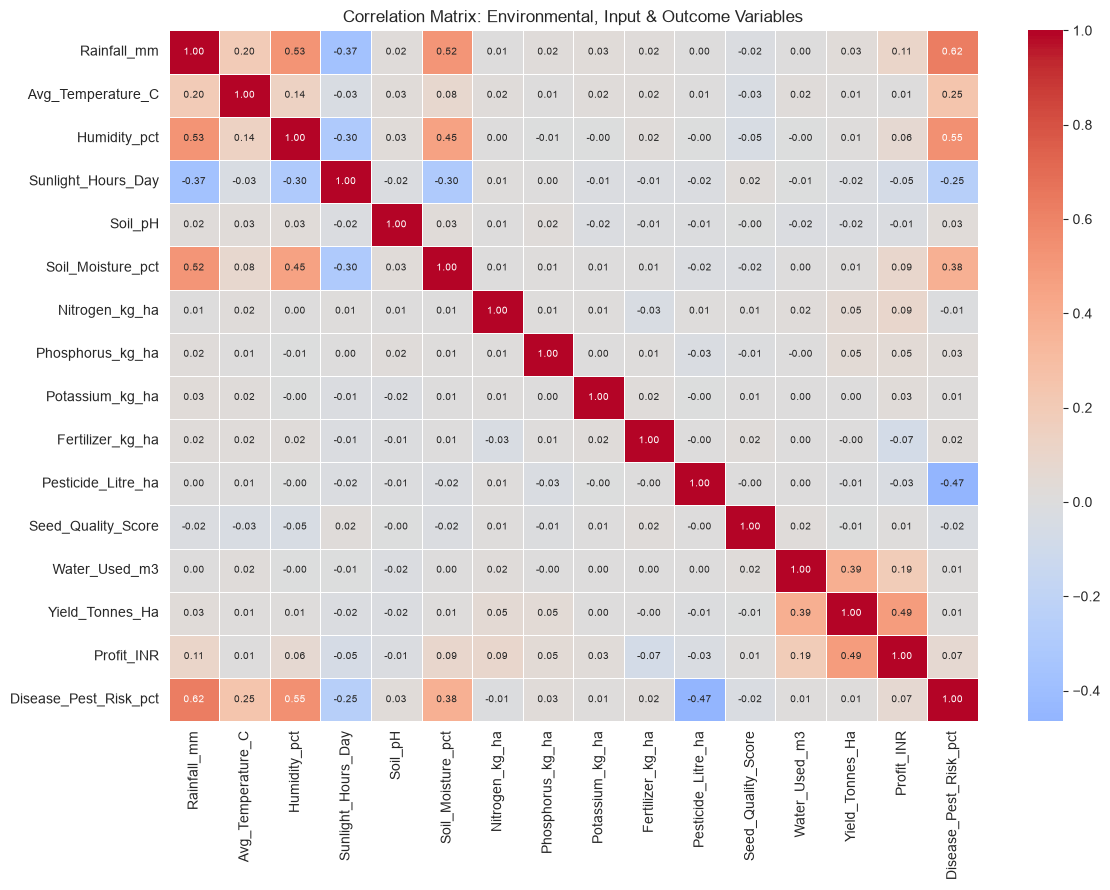 Correlation Matrix: Environmental, Input & Outcome Variables
Rainfall_mm 1.00 0.20 0.53 -0.37 0.02 0.52 0.01 0.02 0.03 0.02 0.00 -0.02 0.00 0.03 0.11 0.62
Avg_Temperature_C 0.20 1.00 0.14 -0.03 0.03 0.08 0.02 0.01 0.02 0.02 0.01 -0.03 0.02 0.01 0.01 0.25
Humidity_pct 0.53 0.14 1.00 -0.30 0.03 0.45 0.00 -0.01 -0.00 0.02 -0.00 -0.05 -0.00 0.01 0.06 0.55
Sunlight_Hours_Day -0.37 -0.03 -0.30 1.00 -0.02 -0.30 0.01 0.00 -0.01 -0.01 -0.02 0.02 -0.01 -0.02 -0.05 -0.25
Soil_pH 0.02 0.03 0.03 -0.02 1.00 0.03 0.01 0.02 -0.02 -0.01 -0.01 -0.00 -0.02 -0.02 -0.01 0.03
Soil_Moisture_pct 0.52 0.08 0.45 -0.30 0.03 1.00 0.01 0.01 0.01 0.01 -0.02 -0.02 0.00 0.01 0.09 0.38
Nitrogen_kg_ha 0.01 0.02 0.00 0.01 0.01 0.01 1.00 0.01 0.01 -0.03 0.01 0.01 0.02 0.05 0.09 -0.01
Phosphorus_kg_ha 0.02 0.01 -0.01 0.00 0.02 0.01 0.01 1.00 0.00 0.01 -0.03 -0.01 -0.00 0.05 0.05 0.03
Potassium_kg_ha 0.03 0.02 -0.00 -0.01 -0.02 0.01 0.01 0.00 1.00 0.02 -0.00 0.01 0.00 0.00 0.03 0.01
Fertilizer_kg_ha 0.02 0.02 0.02 -0.01 -0.01 0.01 -0.03 0.01 0.02 1.00 -0.00 0.02 0.00 -0.00 -0.07 0.02
Pesticide_Litre_ha 0.00 0.01 -0.00 -0.02 -0.01 -0.02 0.01 -0.03 -0.00 -0.00 1.00 -0.00 0.00 -0.01 -0.03 -0.47
Seed_Quality_Score -0.02 -0.03 -0.05 0.02 -0.00 -0.02 0.01 -0.01 0.01 0.02 -0.00 1.00 0.02 -0.01 0.01 -0.02
Water_Used_m3 0.00 0.02 -0.00 -0.01 -0.02 0.00 0.02 -0.00 0.00 0.00 0.00 0.02 1.00 0.39 0.19 0.01
Yield_Tonnes_Ha 0.03 0.01 0.01 -0.02 -0.02 0.01 0.05 0.05 0.00 -0.00 -0.01 -0.01 0.39 1.00 0.49 0.01
Profit_INR 0.11 0.01 0.06 -0.05 -0.01 0.09 0.09 0.05 0.03 -0.07 -0.03 0.01 0.19 0.49 1.00 0.07
Disease_Pest_Risk_pct 0.62 0.25 0.55 -0.25 0.03 0.38 -0.01 0.03 0.01 0.02 -0.47 -0.02 0.01 0.01 0.07 1.00
Rainfall_mm
Avg_Temperature_C
Humidity_pct
Sunlight_Hours_Day
Soil_pH
Soil_Moisture_pct
Nitrogen_kg_ha
Phosphorus_kg_ha
Potassium_kg_ha
Fertilizer_kg_ha
Pesticide_Litre_ha
Seed_Quality_Score
Water_Used_m3
Yield_Tonnes_Ha
Profit_INR
Disease_Pest_Risk_pct
1.0
0.8
0.6
0.4
0.2
0.0
−0.2
−0.4